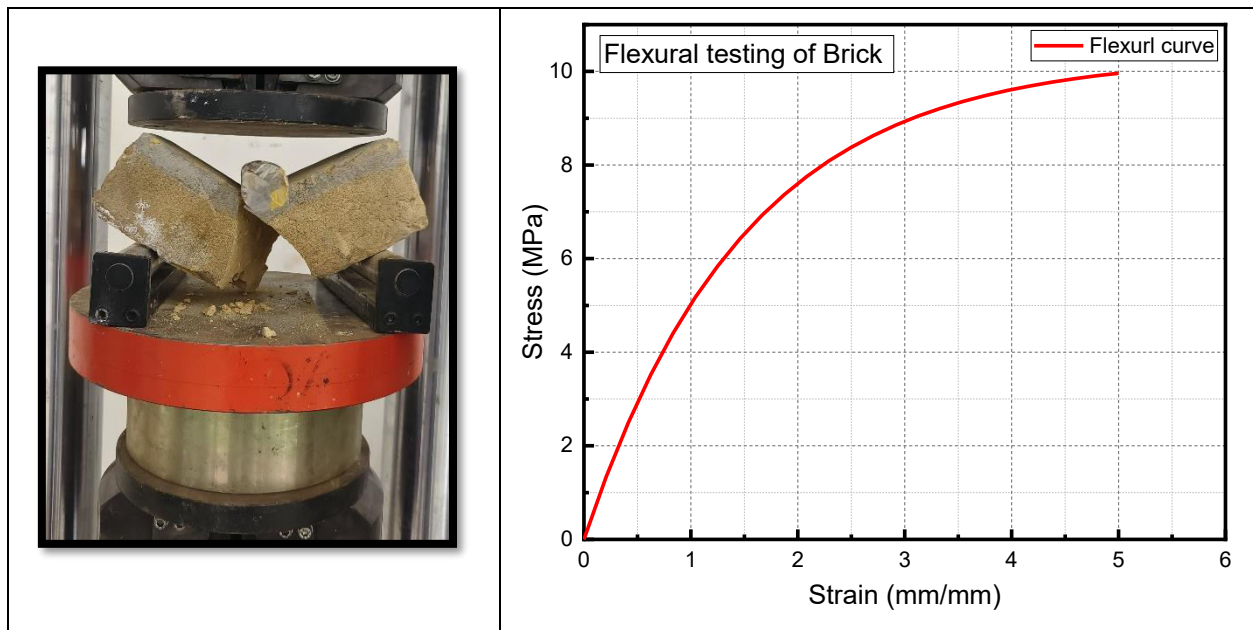 Flexural testing of Brick
Flexurl curve
Stress (MPa)
10
8
6
4
2
0
0 1 2 3 4 5 6
Strain (mm/mm)